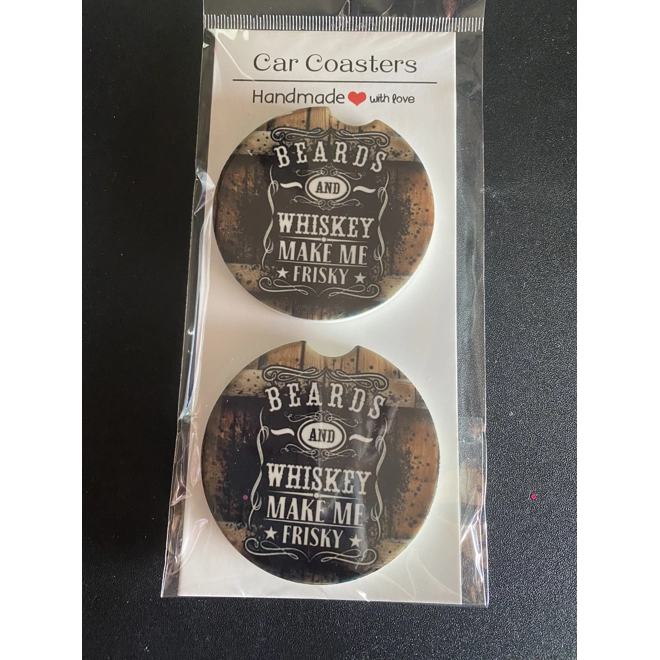 Car Coasters
Handmade with love
BEARDS
AND
WHISKEY
MAKE ME
FRISKY
BEARDS
AND
WHISKEY
MAKE ME
FRISKY